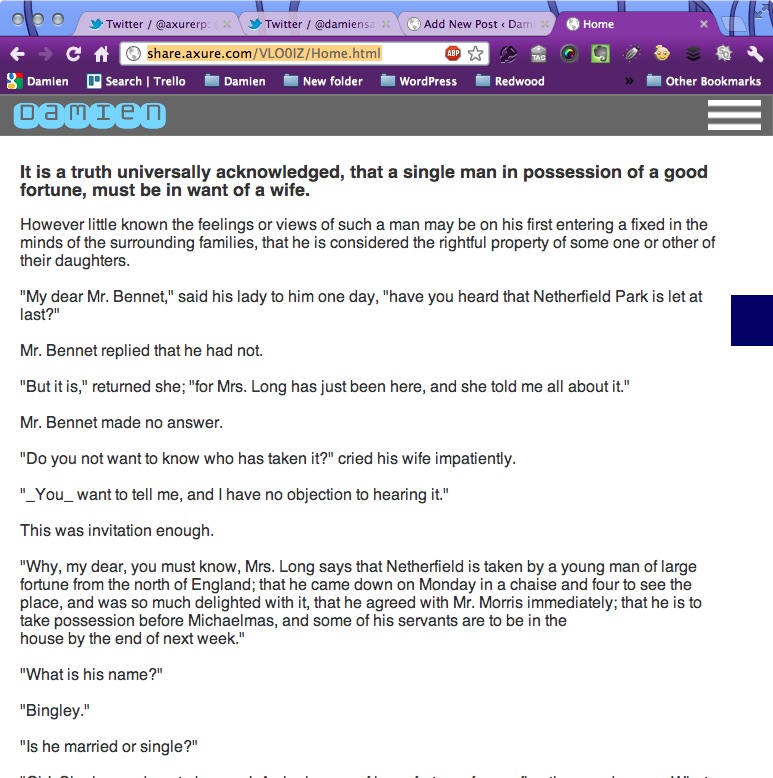 Twitter / @axurerp:
Twitter / @damiensa
Add New Post ‹ Dami
Home
share.axure.com/VLO0IZ/Home.html
ABP
TAG
Damien
Search | Trello
Damien
New folder
WordPress
Redwood
»
Other Bookmarks
Damien
It is a truth universally acknowledged, that a single man in possession of a good
fortune, must be in want of a wife.
However little known the feelings or views of such a man may be on his first entering a fixed in the
minds of the surrounding families, that he is considered the rightful property of some one or other of
their daughters.
"My dear Mr. Bennet," said his lady to him one day, "have you heard that Netherfield Park is let at
last?"
Mr. Bennet replied that he had not.
"But it is," returned she; "for Mrs. Long has just been here, and she told me all about it."
Mr. Bennet made no answer.
"Do you not want to know who has taken it?" cried his wife impatiently.
"_You_ want to tell me, and I have no objection to hearing it."
This was invitation enough.
"Why, my dear, you must know, Mrs. Long says that Netherfield is taken by a young man of large
fortune from the north of England; that he came down on Monday in a chaise and four to see the
place, and was so much delighted with it, that he agreed with Mr. Morris immediately; that he is to
take possession before Michaelmas, and some of his servants are to be in the
house by the end of next week."
"What is his name?"
"Bingley."
"Is he married or single?"